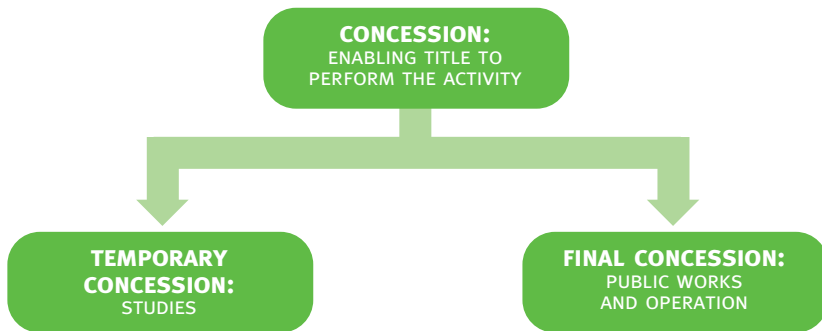 CONCESSION:
ENABLING TITLE TO
PERFORM THE ACTIVITY
TEMPORARY
CONCESSION:
STUDIES
FINAL CONCESSION:
PUBLIC WORKS
AND OPERATION